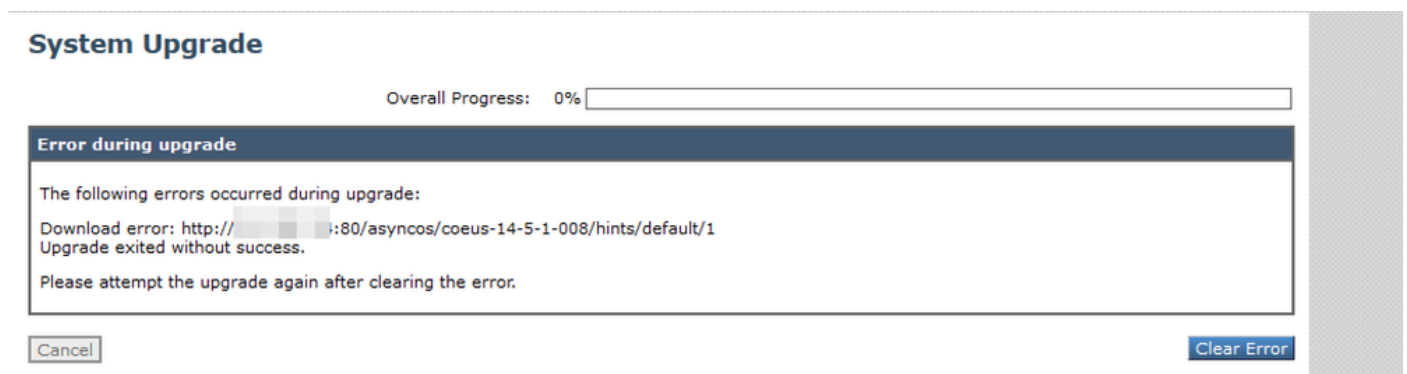 System Upgrade
Overall Progress: 0%
Error during upgrade
The following errors occurred during upgrade:
Download error: http:// :80/asyncos/coeus-14-5-1-008/hints/default/1
Upgrade exited without success.
Please attempt the upgrade again after clearing the error.
Cancel
Clear Error